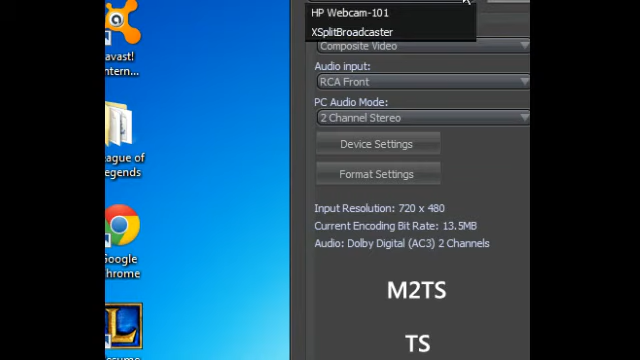 HP Webcam-101
XSplitBroadcaster
Composite Video
Audio input:
RCA Front
PC Audio Mode:
2 Channel Stereo
Device Settings
Format Settings
Input Resolution: 720 x 480
Current Encoding Bit Rate: 13.5MB
Audio: Dolby Digital (AC3) 2 Channels
M2TS
TS
avast!
Intern...
eague of
egends
Google
hrome